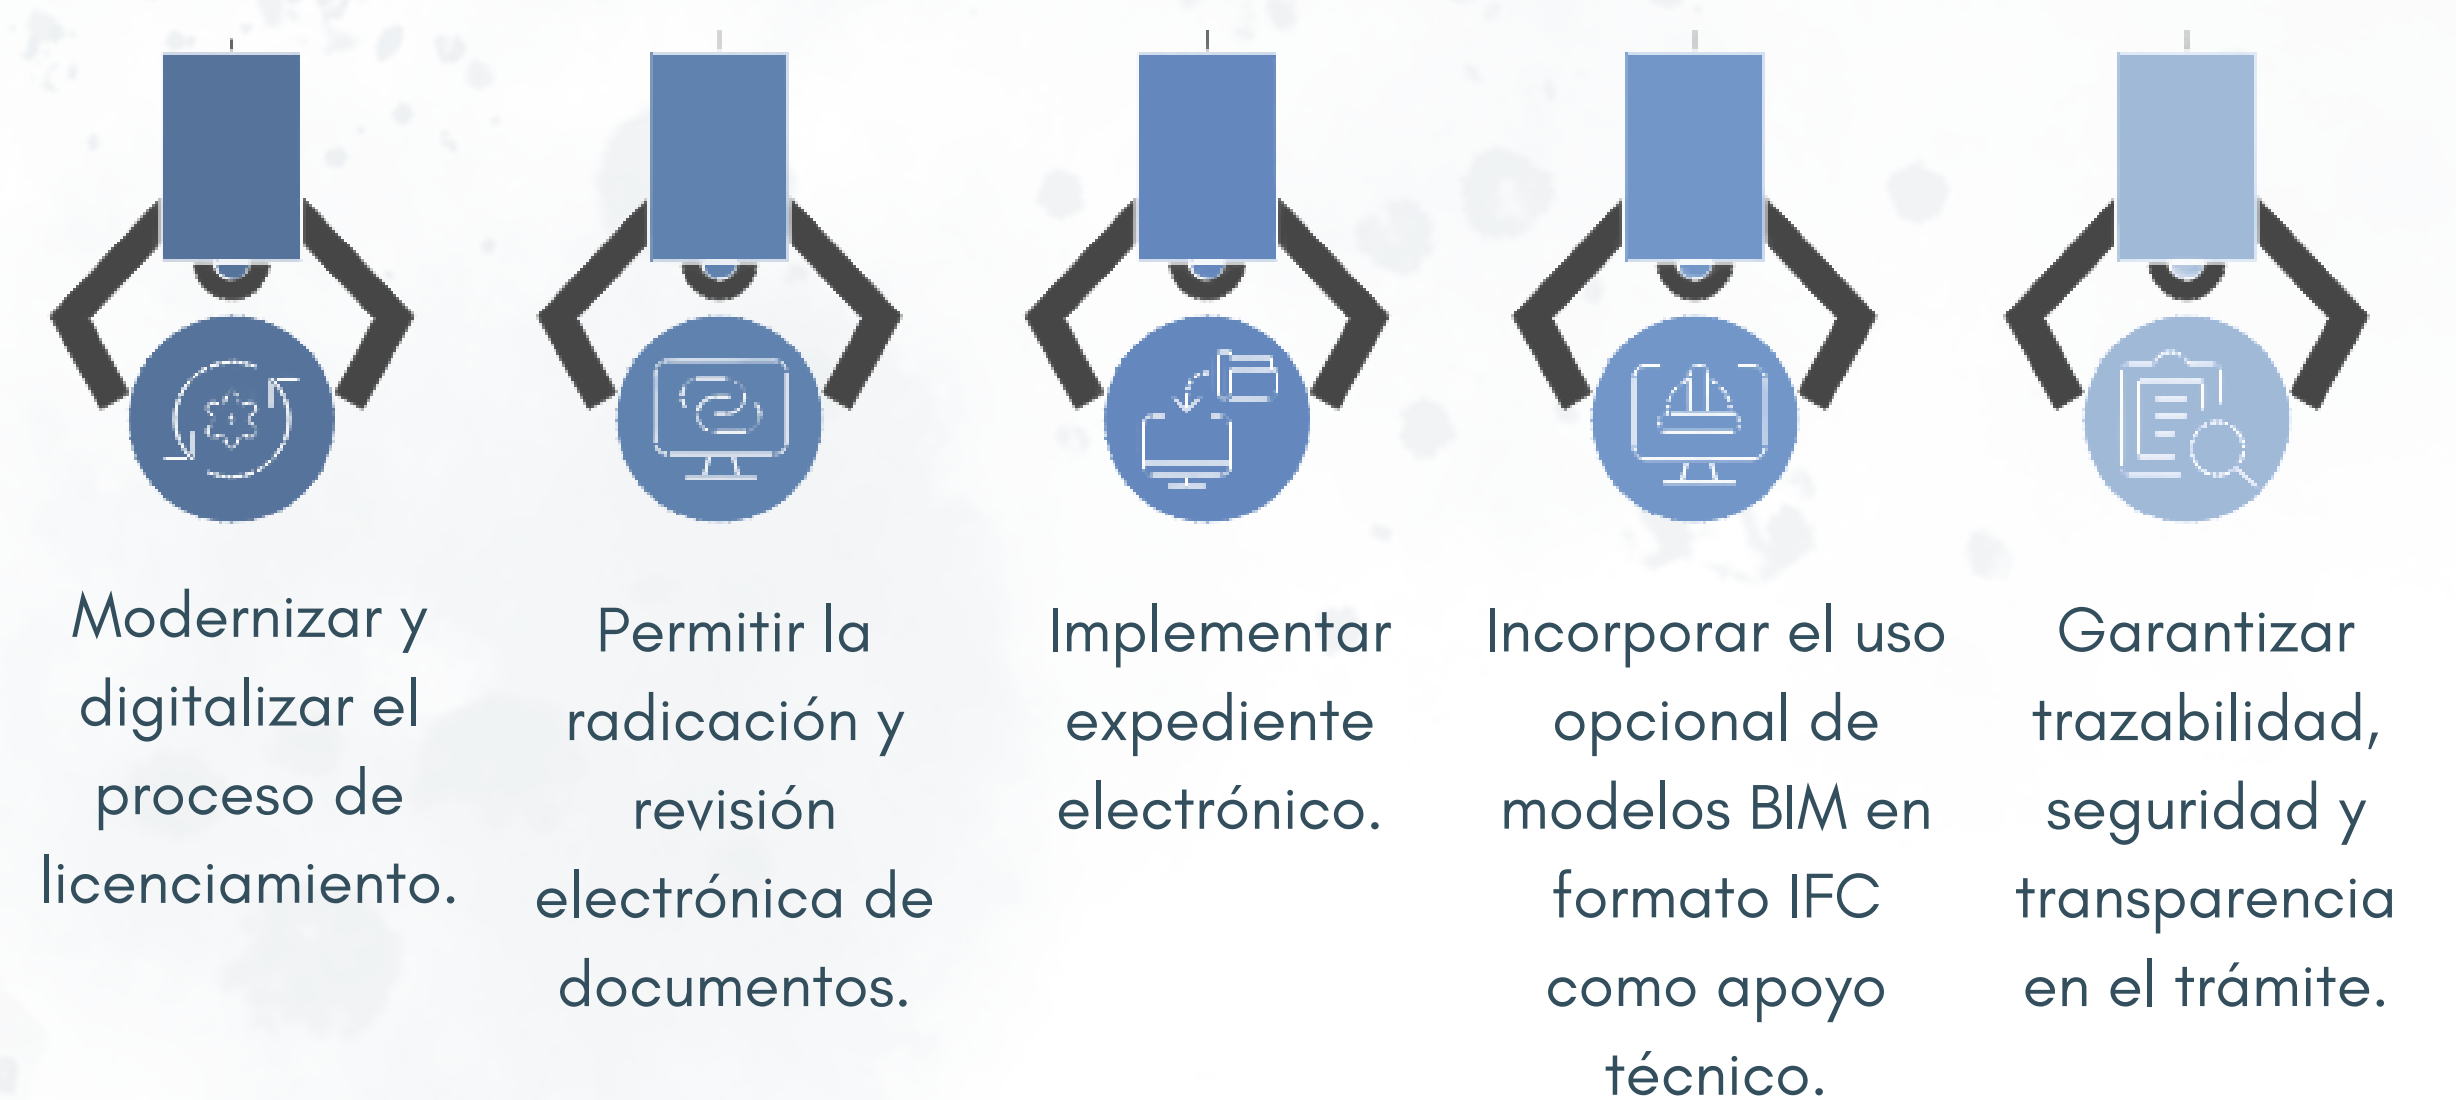 Modernizar y
digitalizar el
proceso de
licenciamiento.
Permitir la
radicación y
revisión
electrónica de
documentos.
Implementar
expediente
electrónico.
Incorporar el uso
opcional de
modelos BIM en
formato IFC
como apoyo
técnico.
Garantizar
trazabilidad,
seguridad y
transparencia
en el trámite.